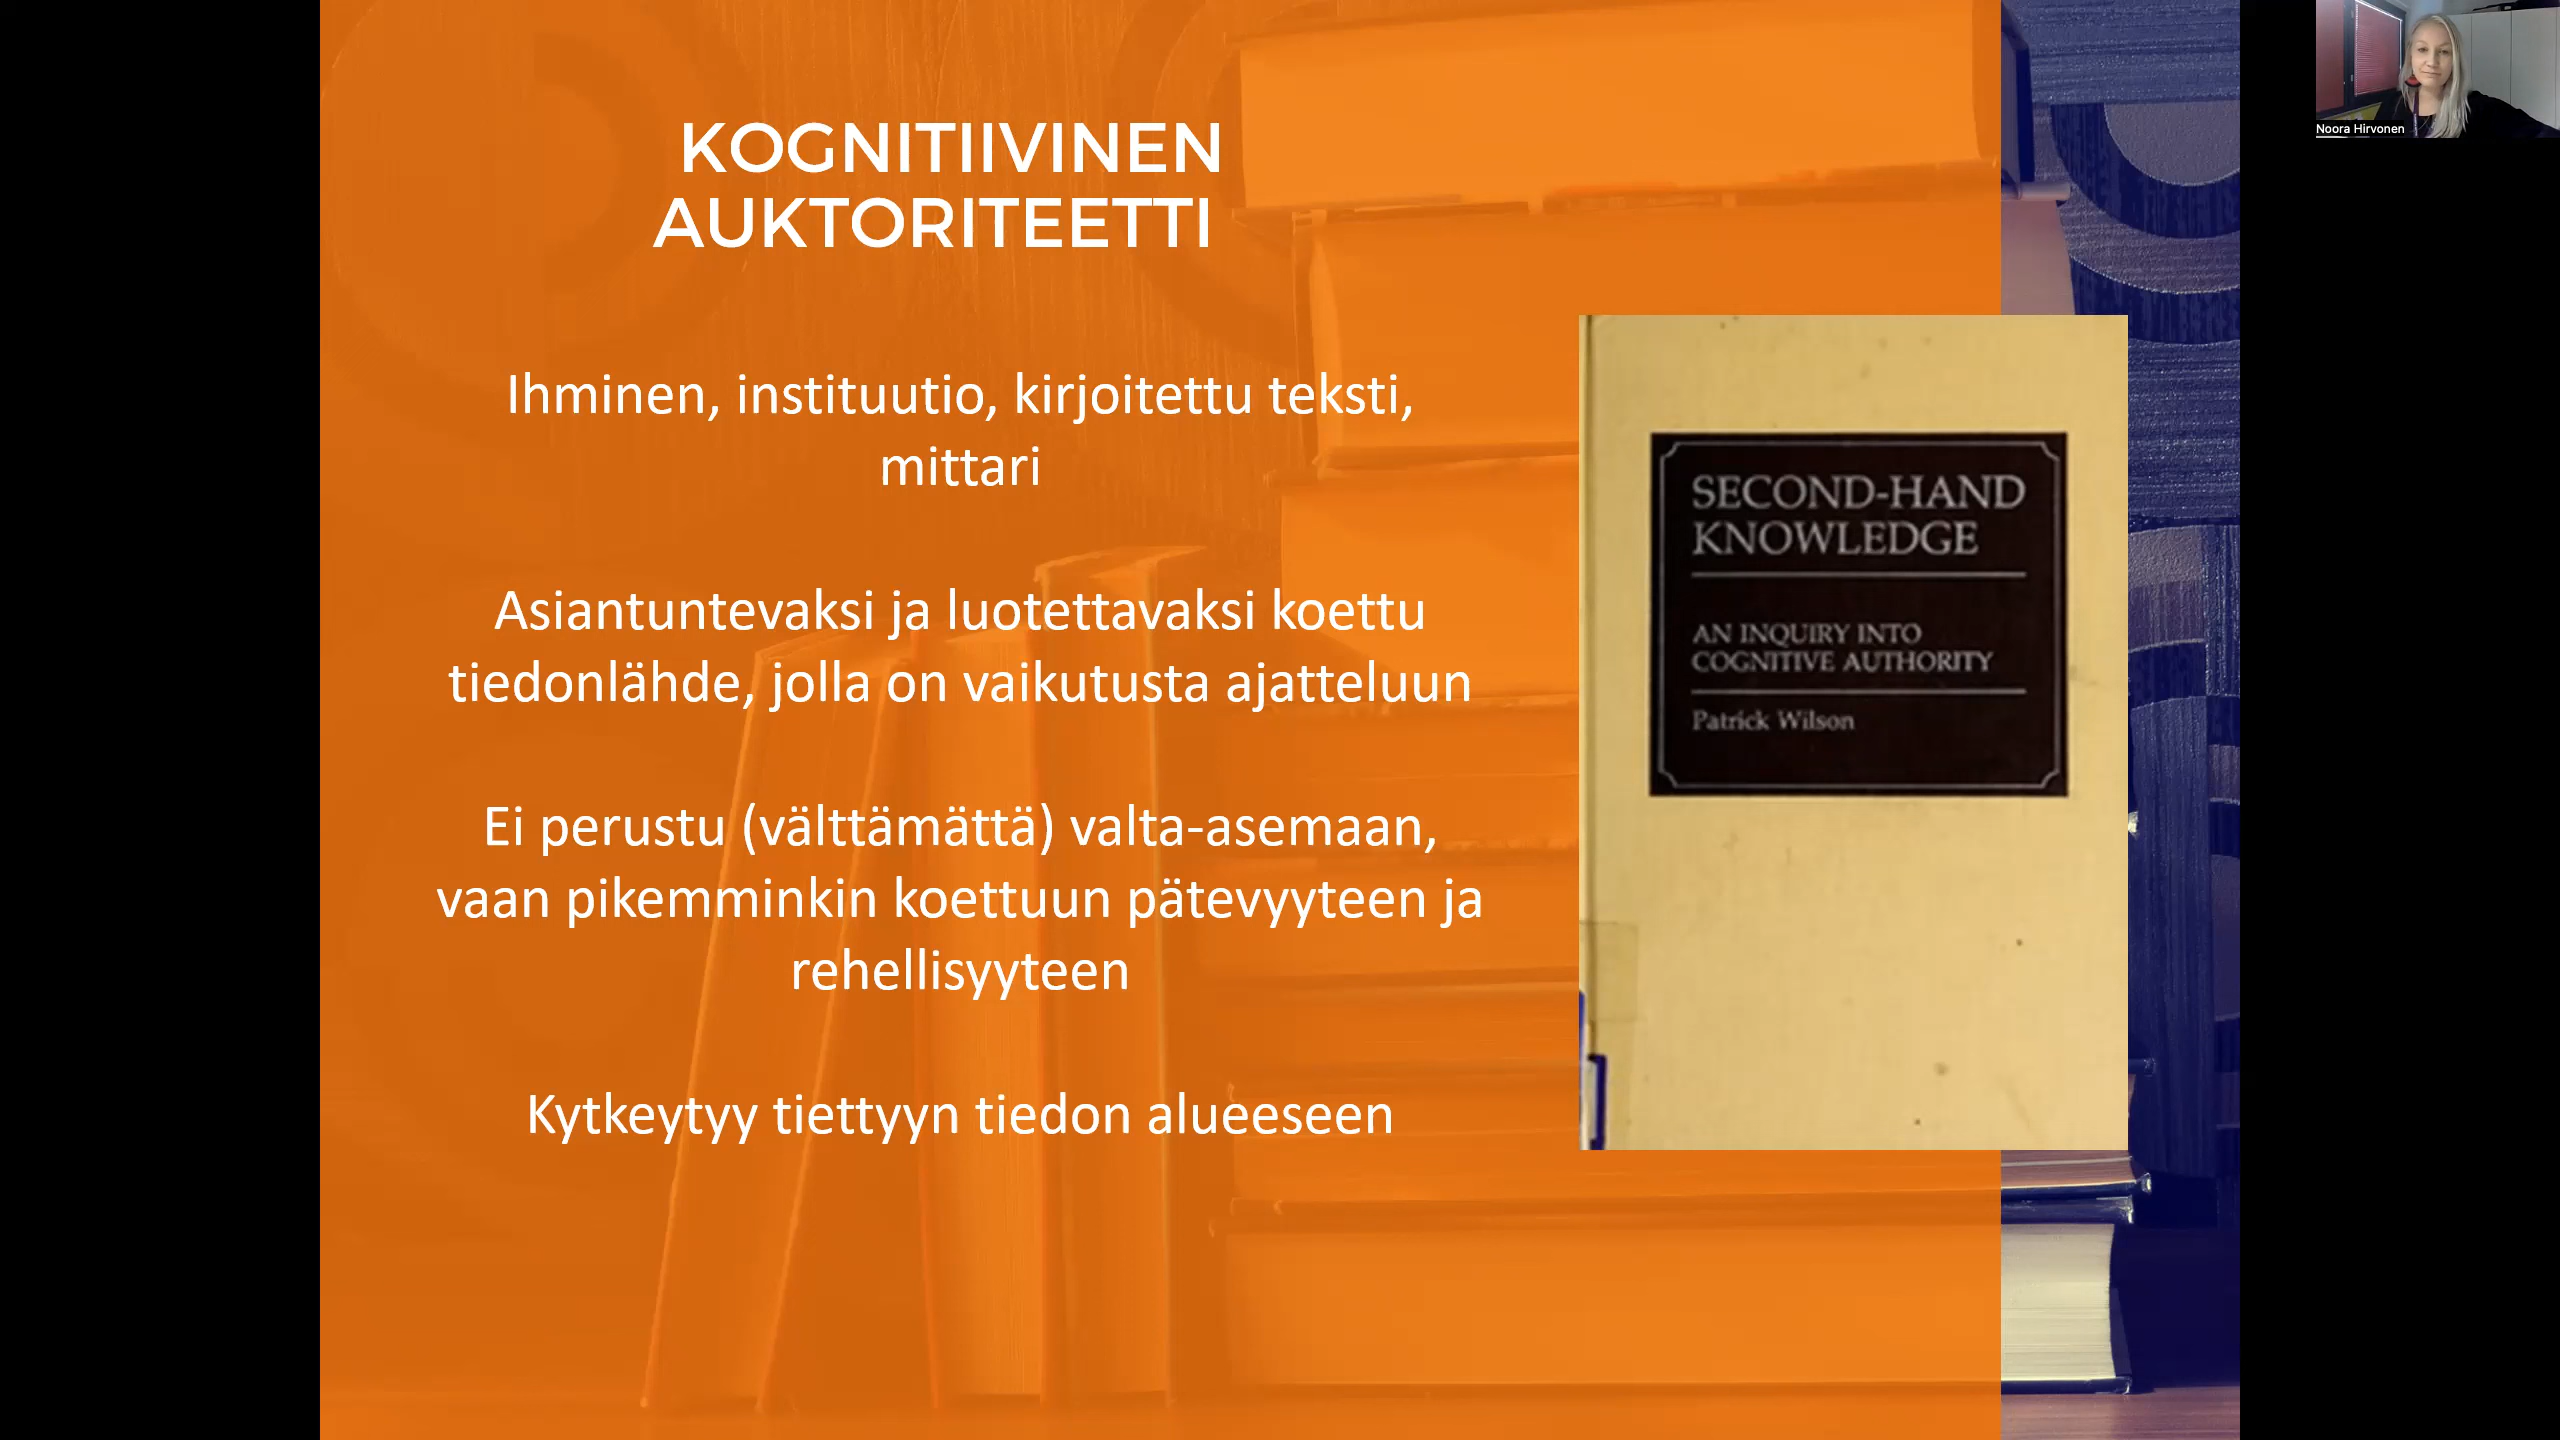 KOGNITIIVINEN
AUKTORITEETTI
Ihminen, instituutio, kirjoitettu teksti,
mittari
Asiantuntevaksi ja luotettavaksi koettu
tiedonlähde, jolla on vaikutusta ajatteluun
Ei perustu (välttämättä) valta-asemaan,
vaan pikemminkin koettuun pätevyyteen ja
rehellisyyteen
Kytkeytyy tiettyyn tiedon alueeseen
SECOND-HAND
KNOWLEDGE
AN INQUIRY INTO
COGNITIVE AUTHORITY
Patrick Wilson
Noora Hirvonen